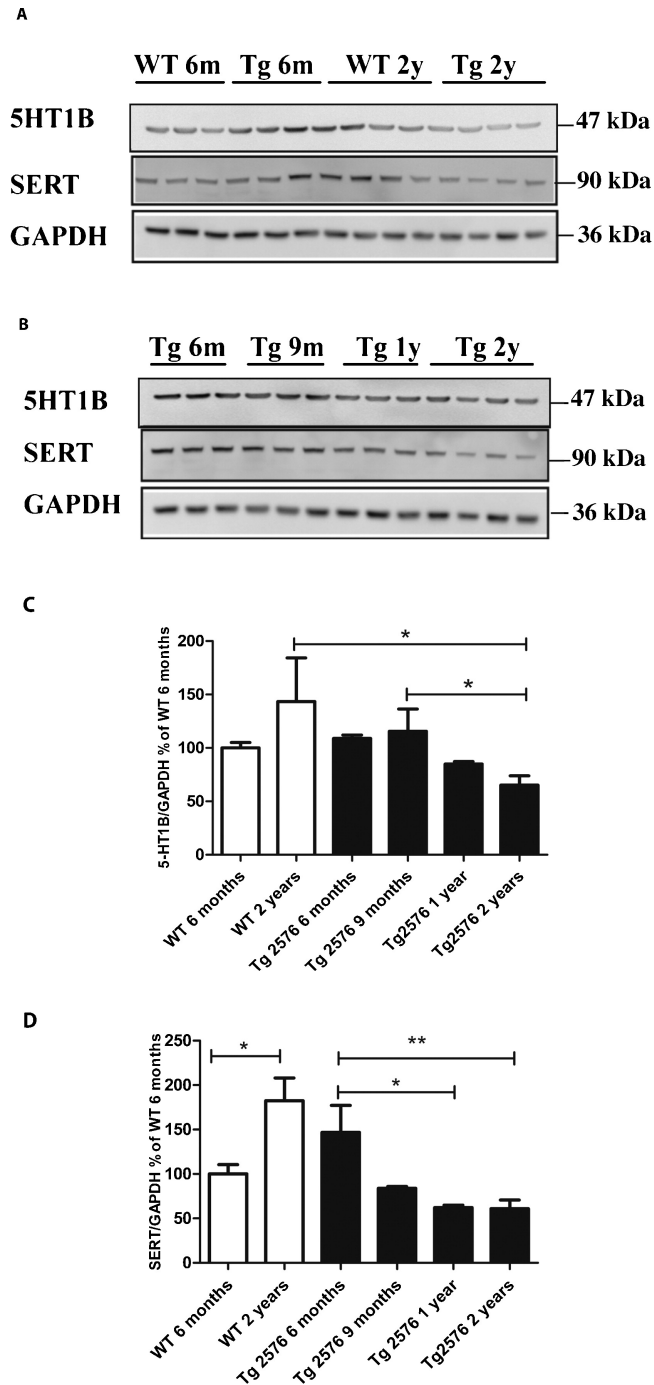 A
WT 6m Tg 6m WT 2y Tg 2y
5HT1B 47 kDa
SERT 90 kDa
GAPDH 36 kDa
B
Tg 6m Tg 9m Tg 1y Tg 2y
5HT1B 47 kDa
SERT 90 kDa
GAPDH 36 kDa
C
5-HT1B/GAPDH % of WT 6 months
200
150
100
50
0
*
*
WT 6 months
WT 2 years
Tg 2576 6 months
Tg 2576 9 months
Tg2576 1 year
Tg2576 2 years
D
SERT/GAPDH % of WT 6 months
250
200
150
100
50
0
*
**
*
WT 6 months
WT 2 years
Tg 2576 6 months
Tg 2576 9 months
Tg 2576 1 year
Tg2576 2 years